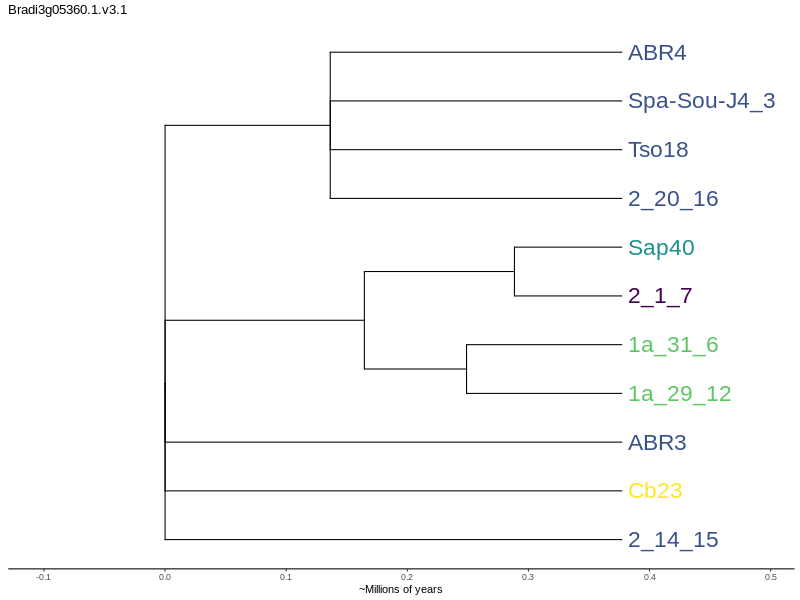 Bradi3g05360.1.v3.1
ABR4
Spa-Sou-J4_3
Tso18
2_20_16
Sap40
2_1_7
1a_31_6
1a_29_12
ABR3
Cb23
2_14_15
-0.1 0.0 0.1 0.2 0.3 0.4 0.5
~Millions of years